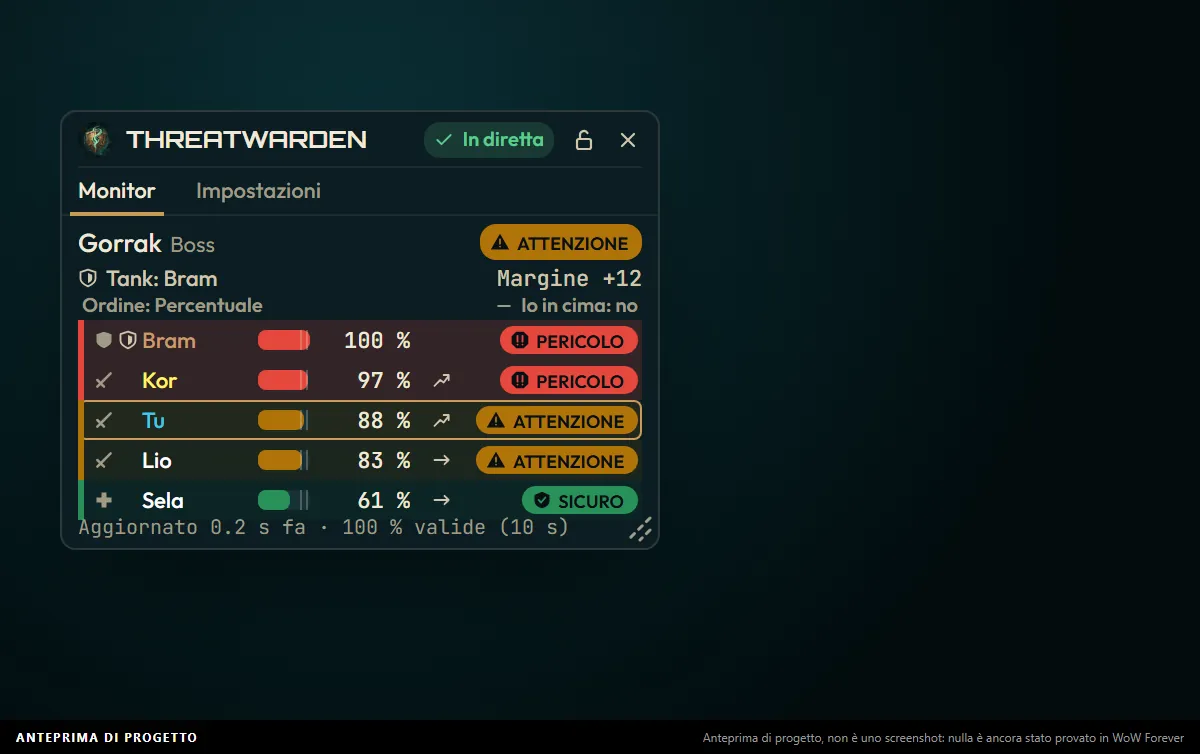 THREATWARDEN In diretta
Monitor Impostazioni
Gorrak Boss ATTENZIONE
Tank: Bram Margine +12
Ordine: Percentuale — Io in cima: no
Bram 100 % PERICOLO
Kor 97 % PERICOLO
Tu 88 % ATTENZIONE
Lio 83 % → ATTENZIONE
Sela 61 % → SICURO
Aggiornato 0.2 s fa · 100 % valide (10 s)
ANTEPRIMA DI PROGETTO Anteprima di progetto, non è uno screenshot: nulla è ancora stato provato in WoW Forever